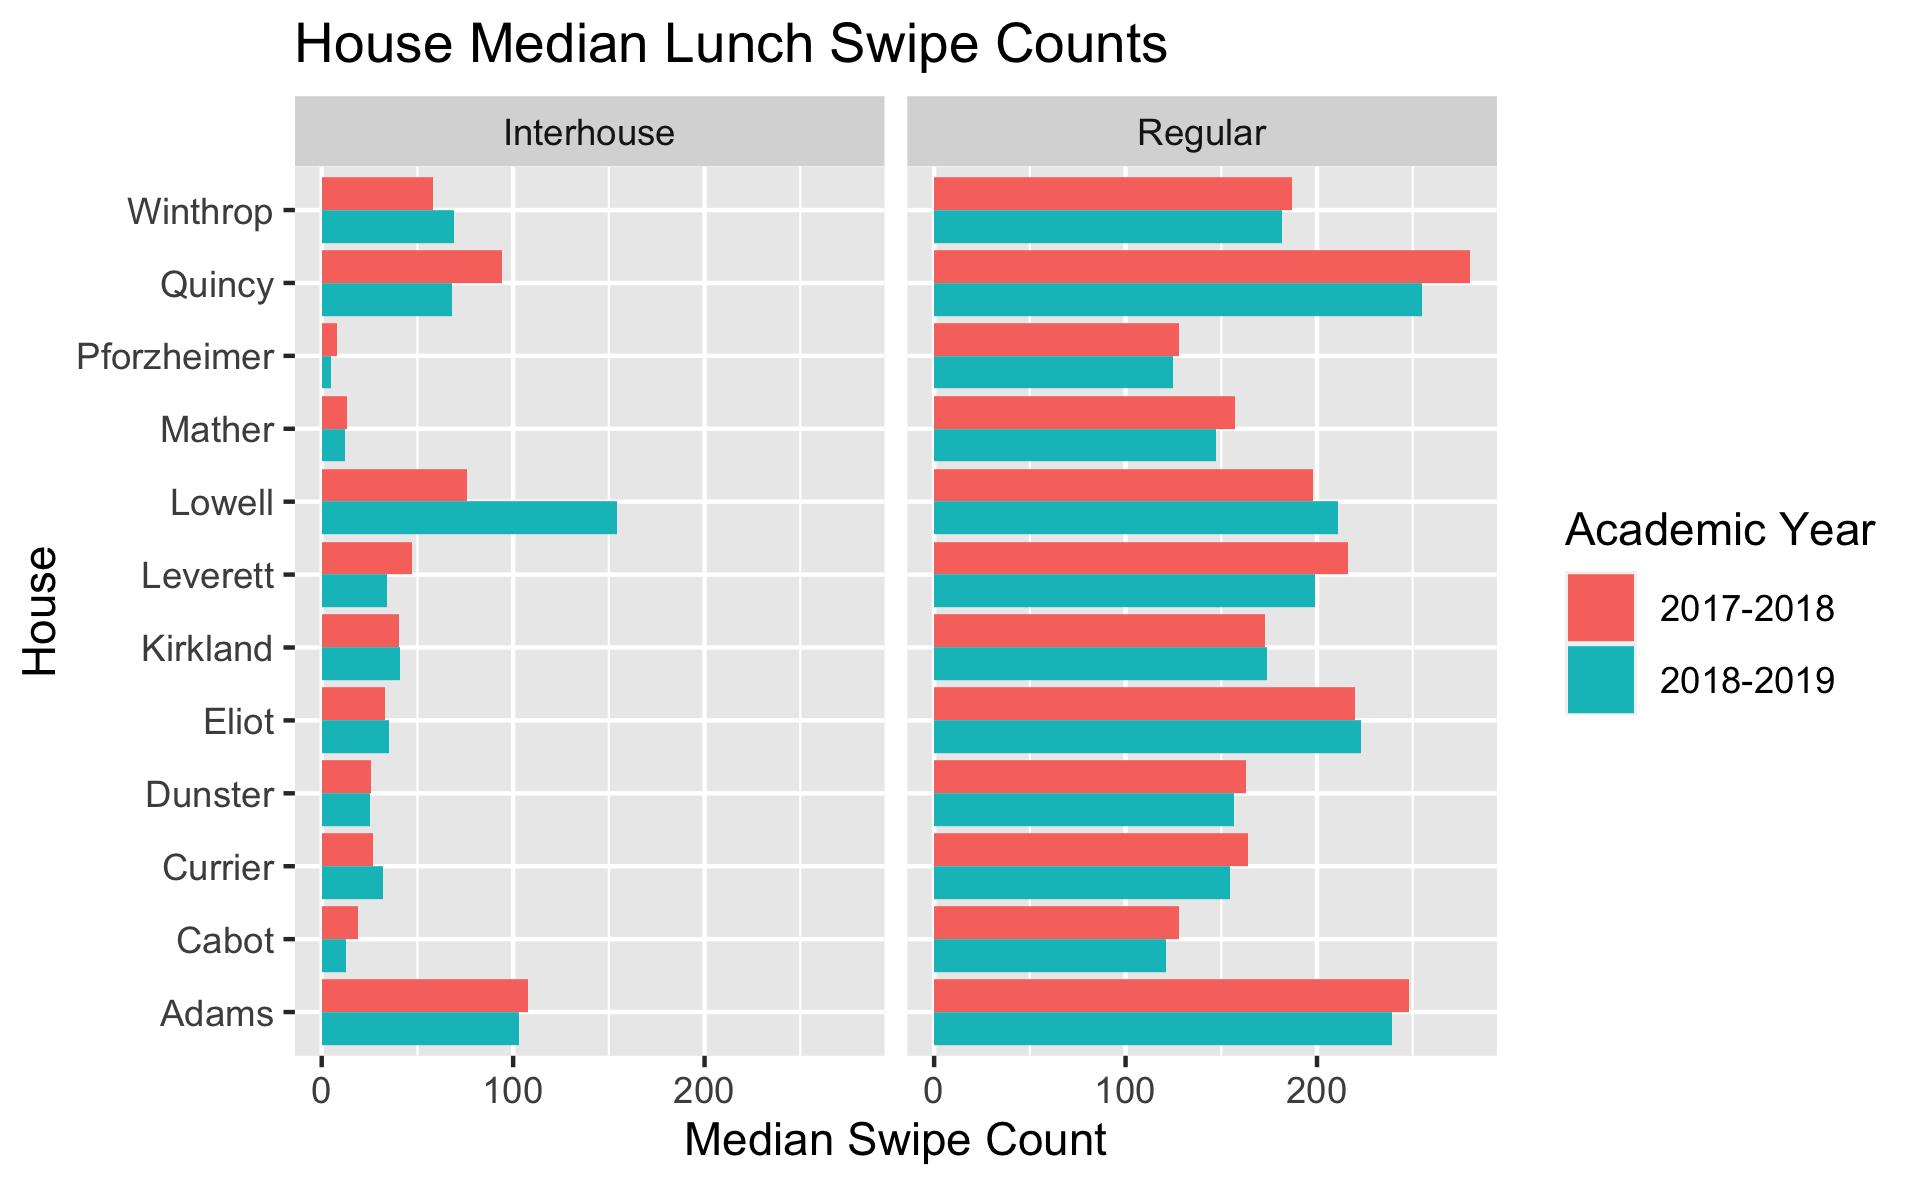 House Median Lunch Swipe Counts
Interhouse
Regular
Winthrop
Quincy
Pforzheimer
Mather
Lowell
Leverett
Kirkland
Eliot
Dunster
Currier
Cabot
Adams
House
0 100 200
0 100 200
Median Swipe Count
Academic Year
2017-2018
2018-2019